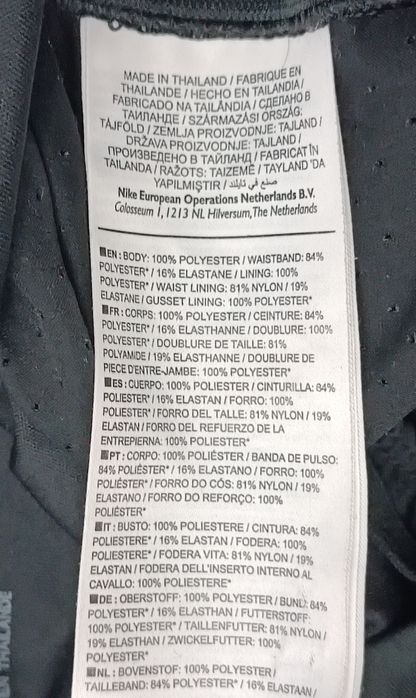 MADE IN THAILAND / FABRIQUE EN
THAILANDE / HECHO EN TAILANDIA /
FABRICADO NA TAILÂNDIA / СДЕЛАНО В
ТАИЛАНДЕ / SZÁRMAZÁSI ORSZÁG:
TÁJFÖLD / ZEMLJA PROIZVODNJE: TAJLAND /
DRŽAVA PROIZVODNJE: TAJLAND /
ПРОИЗВЕДЕНО В ТАЙЛАНД / FABRICAT ÎN
TAILANDA / RAŽOTS: TAIZEMĒ / TAYLAND 'DA
YAPILMIŞTIR / صنع في تايلند
Nike European Operations Netherlands B.V.
Colosseum 1, 1213 NL Hilversum, The Netherlands
EN : BODY: 100% POLYESTER / WAISTBAND: 84%
POLYESTER* / 16% ELASTANE / LINING: 100%
POLYESTER* / WAIST LINING: 81% NYLON / 19%
ELASTANE / GUSSET LINING: 100% POLYESTER*
FR : CORPS: 100% POLYESTER / CEINTURE: 84%
POLYESTER* / 16% ELASTHANNE / DOUBLURE: 100%
POLYESTER* / DOUBLURE DE TAILLE: 81%
POLYAMIDE / 19% ELASTHANNE / DOUBLURE DE
PIECE D'ENTRE-JAMBE: 100% POLYESTER*
ES : CUERPO: 100% POLIESTER / CINTURILLA: 84%
POLIESTER* / 16% ELASTAN / FORRO: 100%
POLIESTER* / FORRO DEL TALLE: 81% NYLON / 19%
ELASTAN / FORRO DEL REFUERZO DE LA
ENTREPIERNA: 100% POLIESTER*
PT : CORPO: 100% POLIÉSTER / BANDA DE PULSO:
84% POLIÉSTER* / 16% ELASTANO / FORRO: 100%
POLIÉSTER* / FORRO DO CÓS: 81% NYLON / 19%
ELASTANO / FORRO DO REFORÇO: 100%
POLIÉSTER*
IT : BUSTO: 100% POLIESTERE / CINTURA: 84%
POLIESTERE* / 16% ELASTAN / FODERA: 100%
POLIESTERE* / FODERA VITA: 81% NYLON / 19%
ELASTAN / FODERA DELL'INSERTO INTERNO AL
CAVALLO: 100% POLIESTERE*
DE : OBERSTOFF: 100% POLYESTER / BUND: 84%
POLYESTER* / 16% ELASTHAN / FUTTERSTOFF:
100% POLYESTER* / TAILLENFUTTER: 81% NYLON /
19% ELASTHAN / ZWICKELFUTTER: 100%
POLYESTER*
NL : BOVENSTOF: 100% POLYESTER /
TAILLEBAND: 84% POLYESTER* / 16% ELASTAAN /